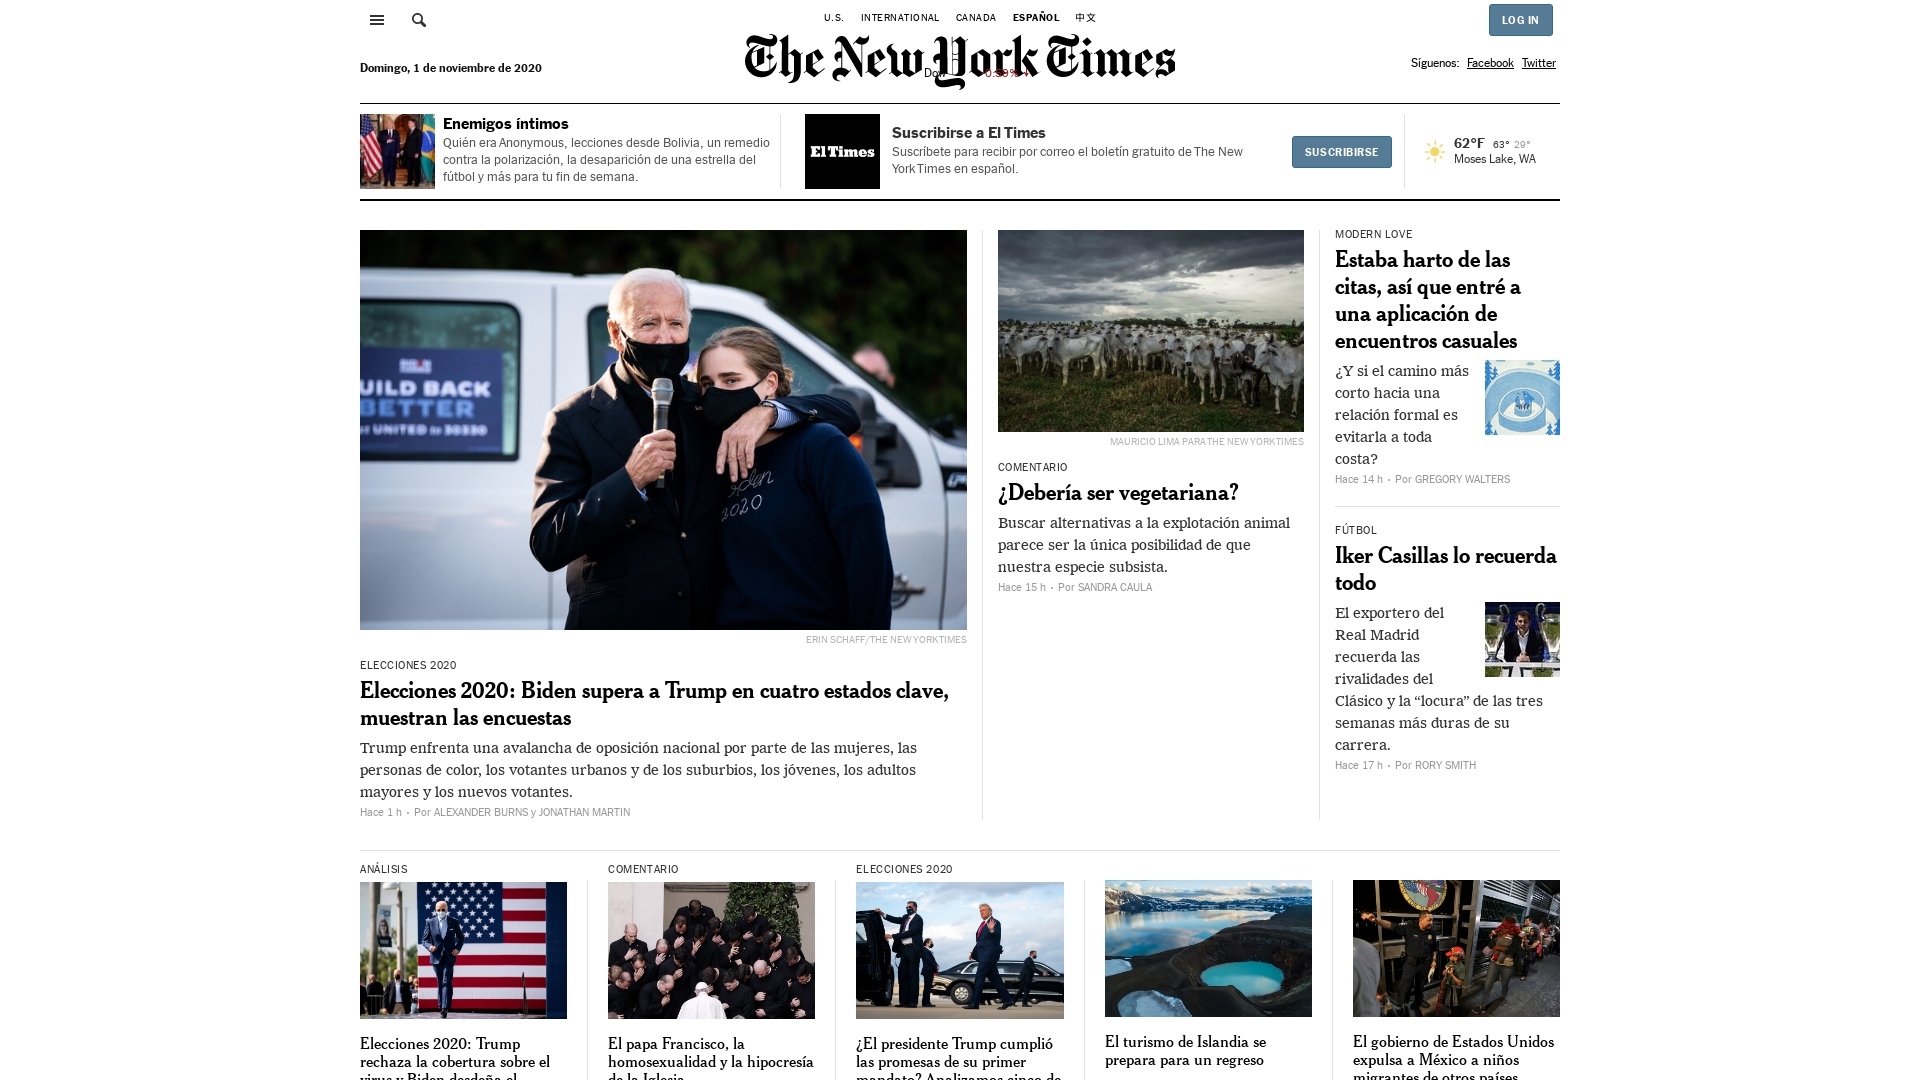 U.S. INTERNATIONAL CANADA ESPAÑOL 中文
LOG IN
The New York Times
Domingo, 1 de noviembre de 2020
Síguenos: Facebook Twitter
Enemigos íntimos
Quién era Anonymous, lecciones desde Bolivia, un remedio
contra la polarización, la desaparición de una estrella del
fútbol y más para tu fin de semana.
El Times
Suscribirse a El Times
Suscríbete para recibir por correo el boletín gratuito de The New
York Times en español.
SUSCRIBIRSE
62°F 63° 29°
Moses Lake, WA
UILD BACK
BETTER
ERIN SCHAFF/THE NEW YORK TIMES
ELECCIONES 2020
Elecciones 2020: Biden supera a Trump en cuatro estados clave,
muestran las encuestas
Trump enfrenta una avalancha de oposición nacional por parte de las mujeres, las
personas de color, los votantes urbanos y de los suburbios, los jóvenes, los adultos
mayores y los nuevos votantes.
Hace 1 h • Por ALEXANDER BURNS y JONATHAN MARTIN
MAURICIO LIMA PARA THE NEW YORK TIMES
COMENTARIO
¿Debería ser vegetariana?
Buscar alternativas a la explotación animal
parece ser la única posibilidad de que
nuestra especie subsista.
Hace 15 h • Por SANDRA CAULA
MODERN LOVE
Estaba harto de las
citas, así que entré a
una aplicación de
encuentros casuales
¿Y si el camino más
corto hacia una
relación formal es
evitarla a toda
costa?
Hace 14 h • Por GREGORY WALTERS
FÚTBOL
Iker Casillas lo recuerda
todo
El exportero del
Real Madrid
recuerda las
rivalidades del
Clásico y la “locura” de las tres
semanas más duras de su
carrera.
Hace 17 h • Por RORY SMITH
ANÁLISIS
Elecciones 2020: Trump
rechaza la cobertura sobre el
virus y Biden desdeña el
COMENTARIO
El papa Francisco, la
homosexualidad y la hipocresía
de la Iglesia
ELECCIONES 2020
¿El presidente Trump cumplió
las promesas de su primer
mandato? Analizamos cinco de
El turismo de Islandia se
prepara para un regreso
El gobierno de Estados Unidos
expulsa a México a niños
migrantes de otros países